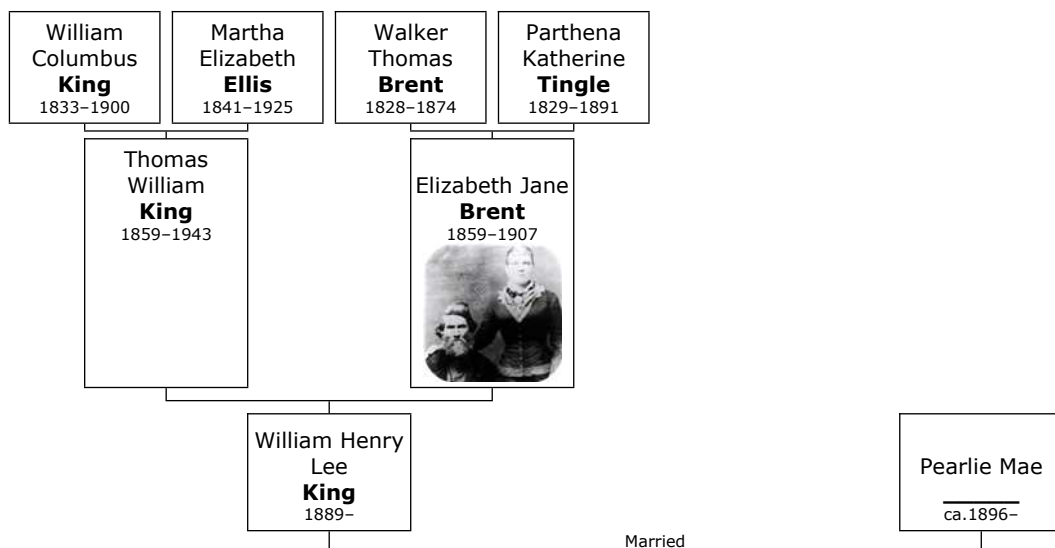 William
Columbus
King
1833–1900
Martha
Elizabeth
Ellis
1841–1925
Walker
Thomas
Brent
1828–1874
Parthena
Katherine
Tingle
1829–1891
Thomas
William
King
1859–1943
Elizabeth Jane
Brent
1859–1907
William Henry
Lee
King
1889–
Pearlie Mae
________
ca.1896–
Married